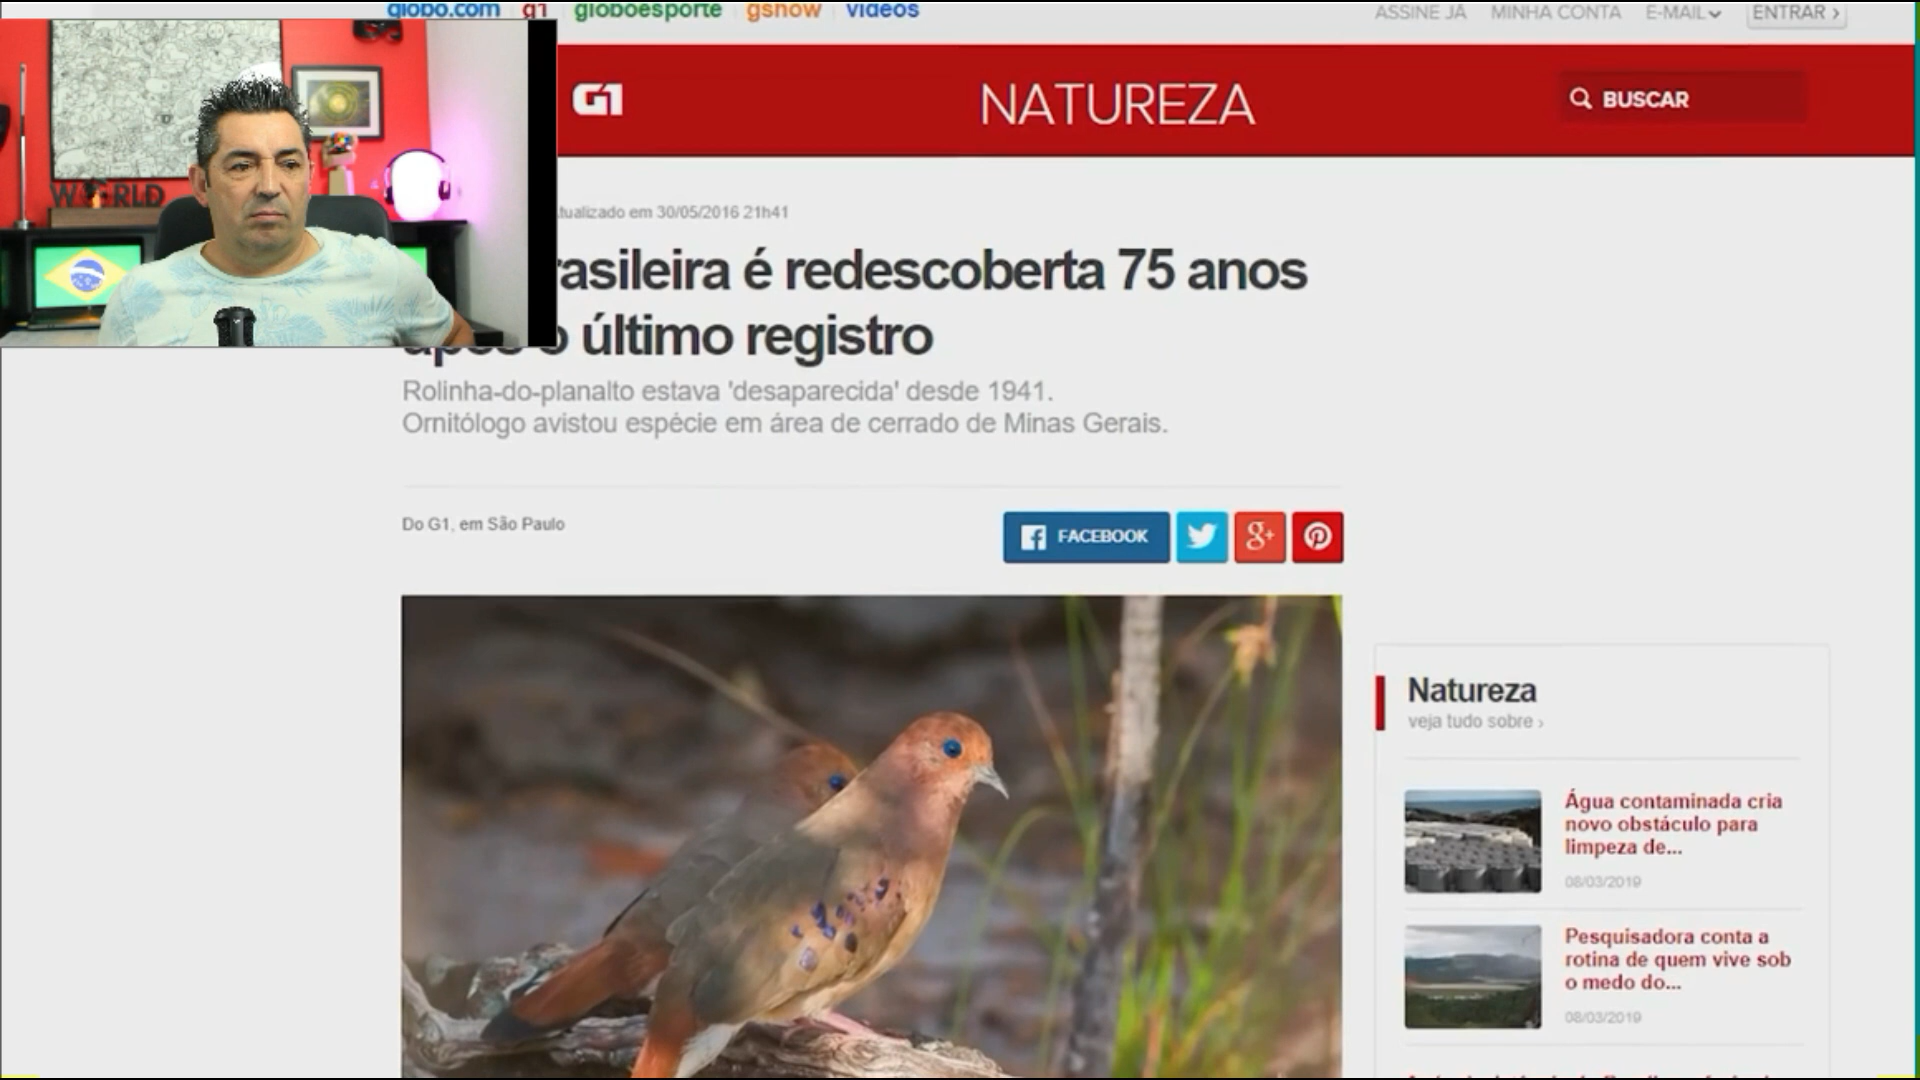 globo.com g1 globoesporte gshow vídeos
ASSINE JÁ MINHA CONTA E-MAIL ENTRAR ›
WORLD
G1
NATUREZA
BUSCAR
tualizado em 30/05/2016 21h41
rasileira é redescoberta 75 anos
após o último registro
Rolinha-do-planalto estava 'desaparecida' desde 1941.
Ornitólogo avistou espécie em área de cerrado de Minas Gerais.
Do G1, em São Paulo
FACEBOOK
g+
Natureza
veja tudo sobre ›
Água contaminada cria
novo obstáculo para
limpeza de...
08/03/2019
Pesquisadora conta a
rotina de quem vive sob
o medo do...
08/03/2019